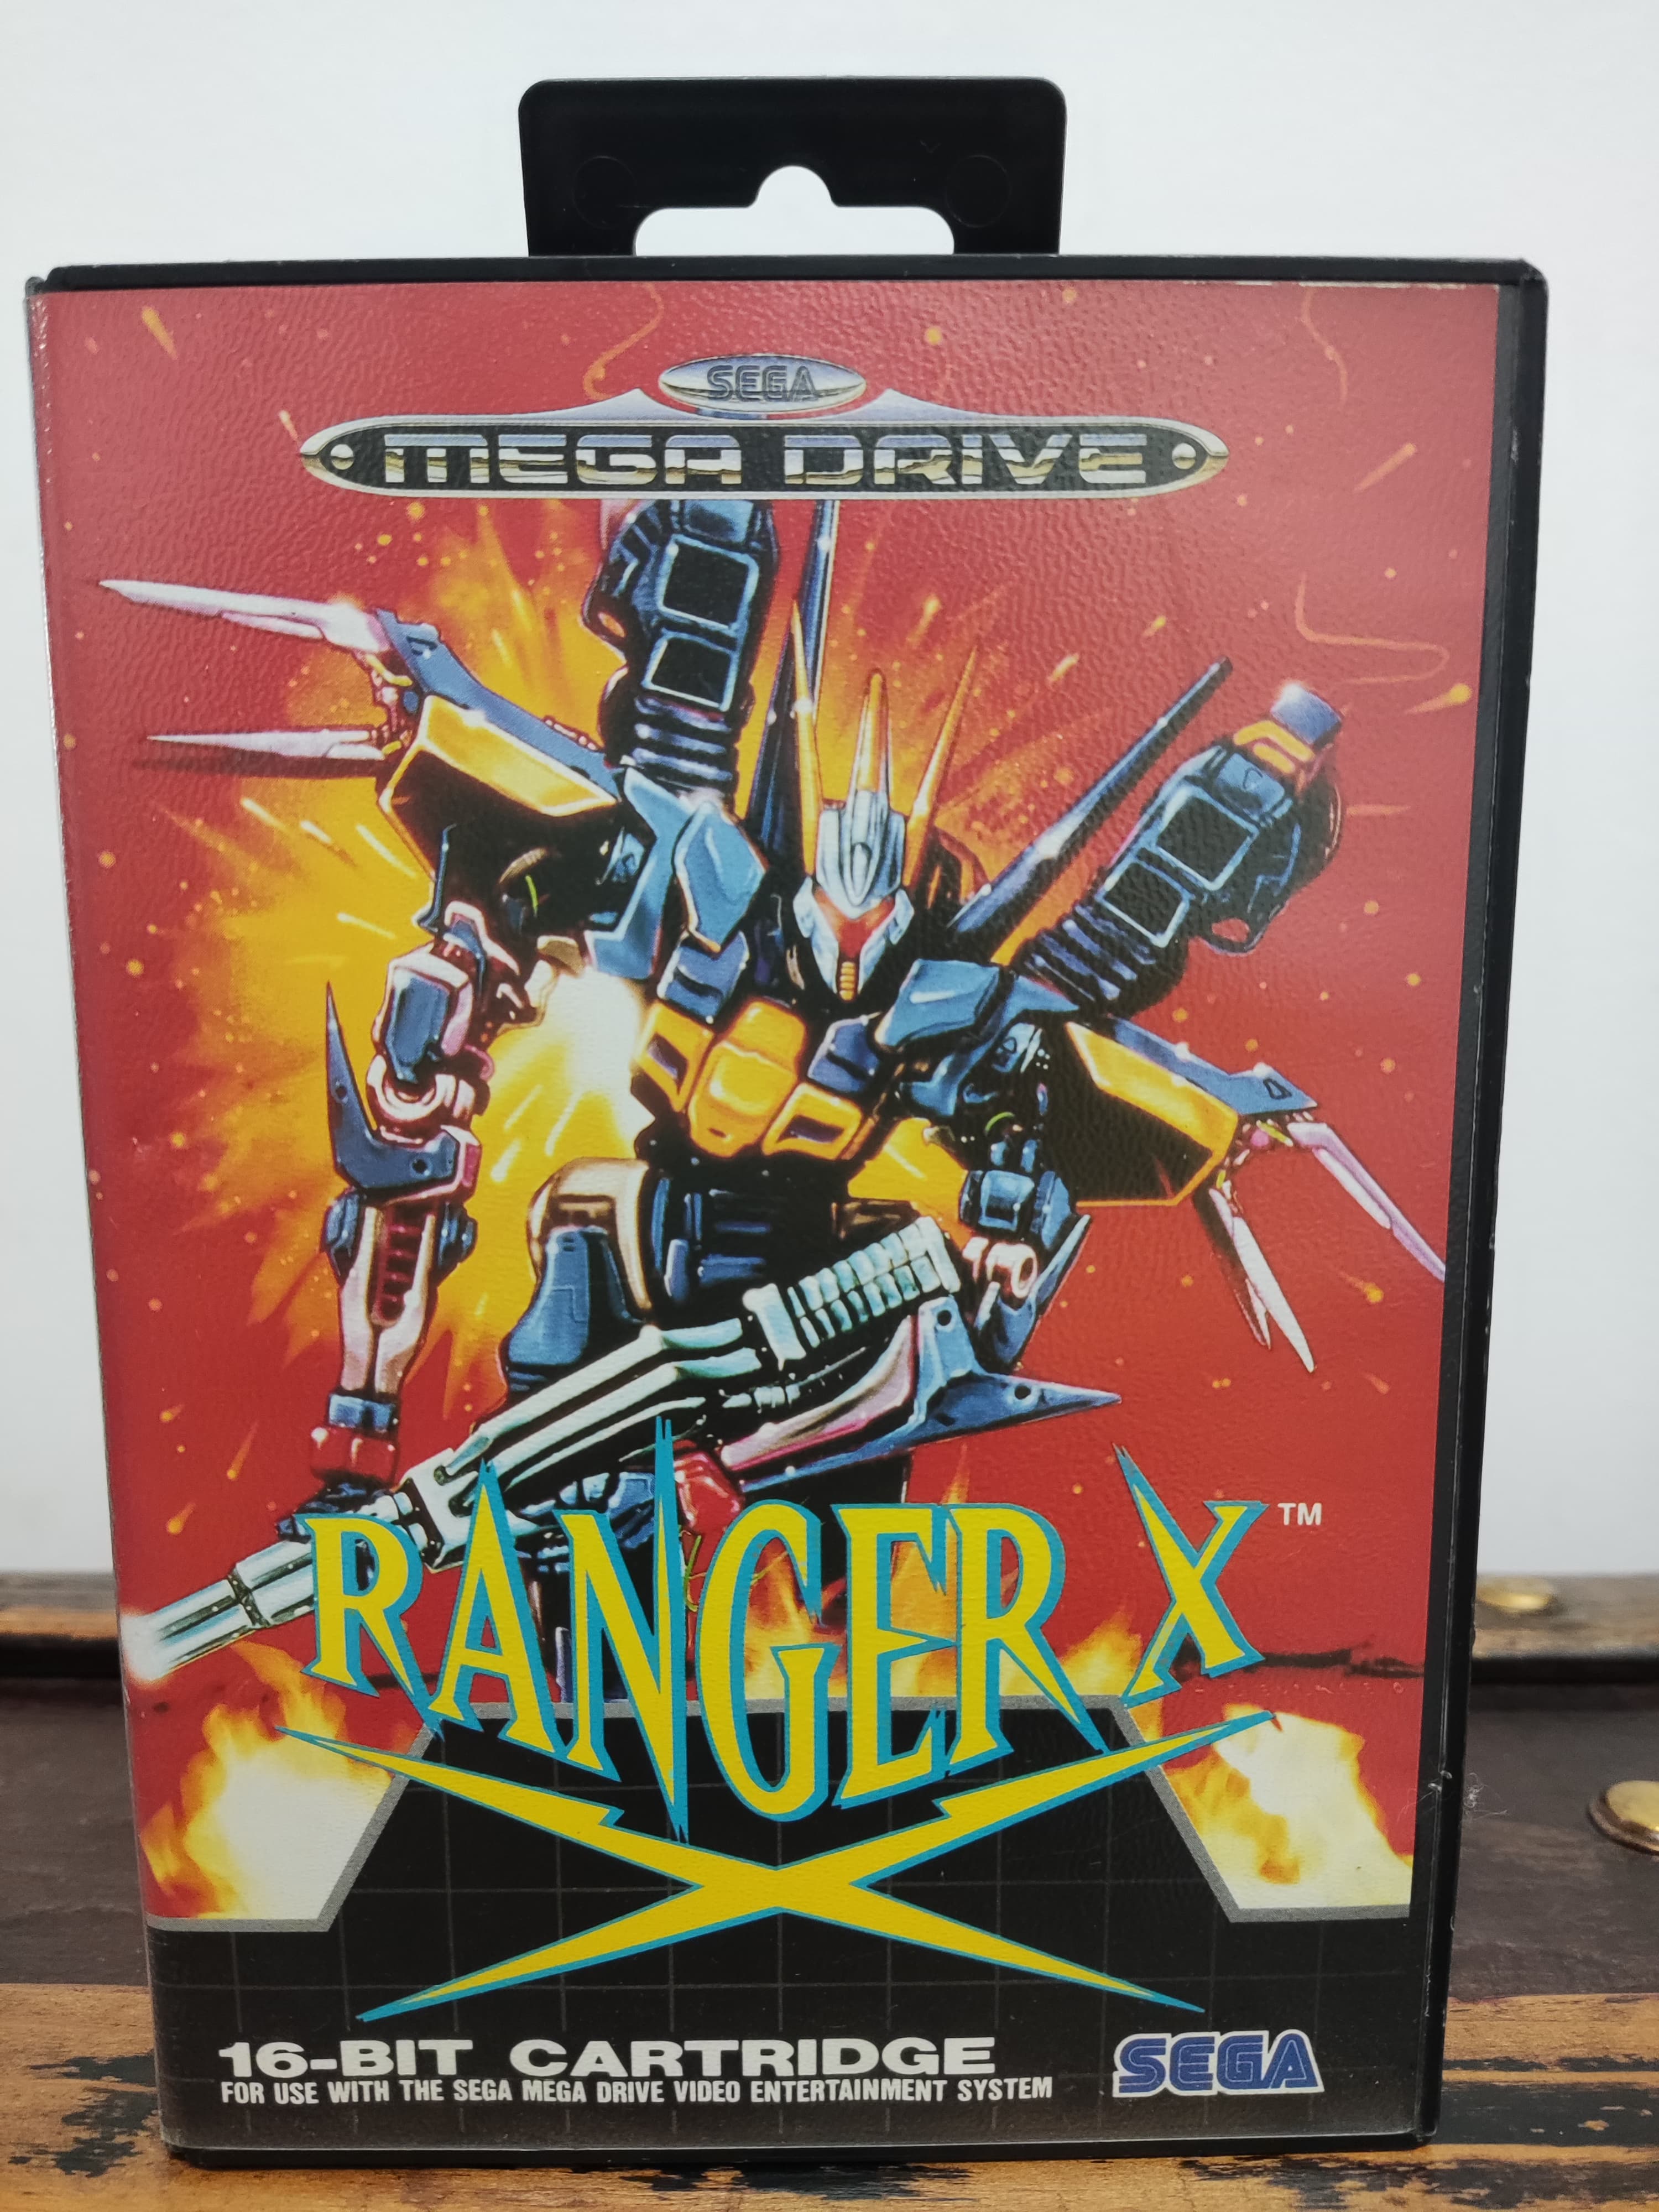 SEGA
MEGA DRIVE
RANGER X™
16-BIT CARTRIDGE
FOR USE WITH THE SEGA MEGA DRIVE VIDEO ENTERTAINMENT SYSTEM
SEGA